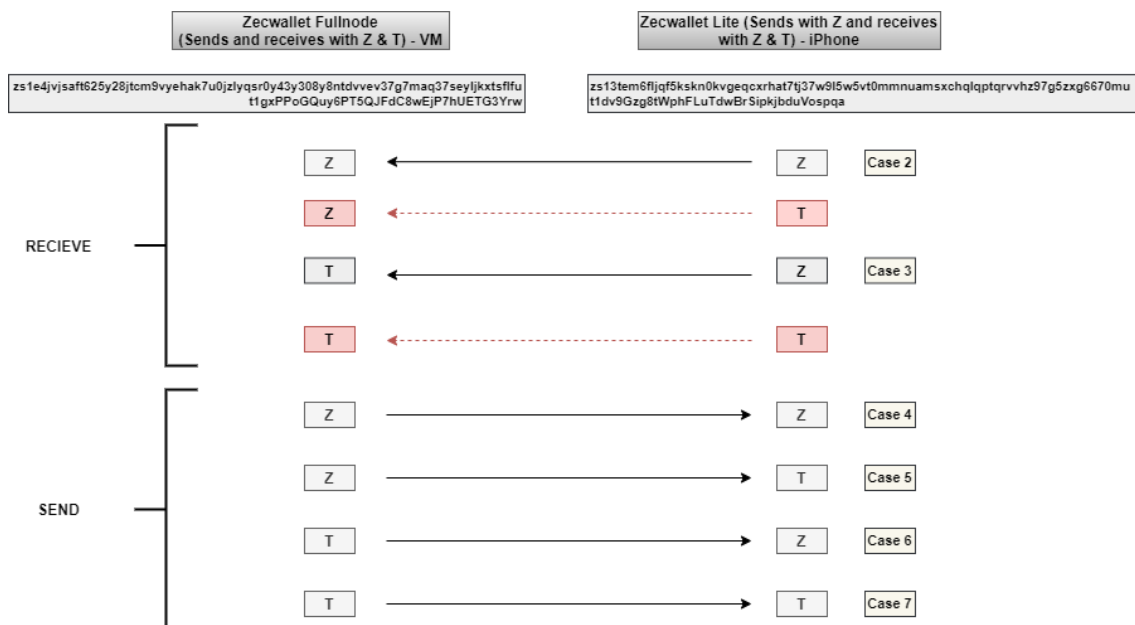 Zecwallet Fullnode
(Sends and receives with Z & T) - VM
Zecwallet Lite (Sends with Z and receives
with Z & T) - iPhone
zs1e4jvjsaft625y28jtcm9vyehak7u0jzlyqsr0y43y308y8ntdvvev37g7maq37seyljkxtsflfu
t1gxPPoGQuy6PT5QJFdC8wEjP7hUETG3Yrw
zs13tem6fljqf5kskn0kvgeqcxrhat7tj37w9l5w5vt0mmnuamsxchqlqptqrvvhz97g5zxg6670mu
t1dv9Gzg8tWphFLuTdwBrSipkjbduVospqa
RECIEVE
Z Z Case 2
Z T
T Z Case 3
T T
SEND
Z Z Case 4
Z T Case 5
T Z Case 6
T T Case 7